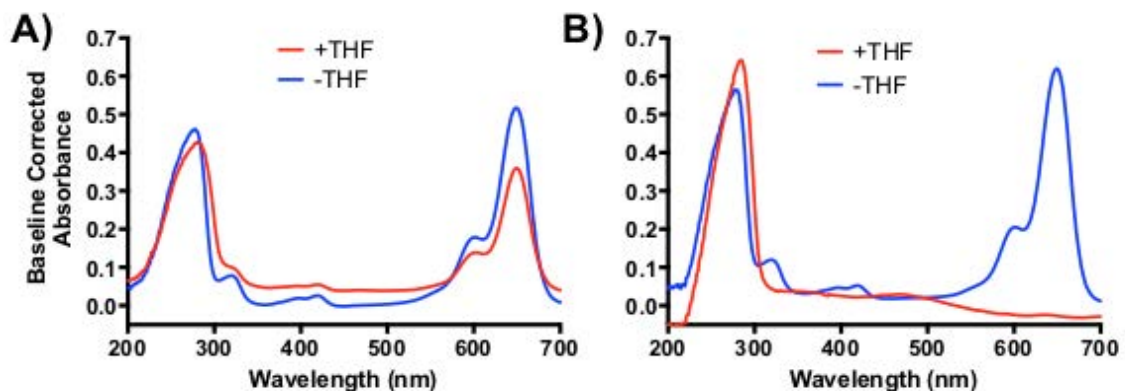 A)
+THF
-THF
Baseline Corrected
Absorbance
0.7
0.6
0.5
0.4
0.3
0.2
0.1
0.0
200 300 400 500 600 700
Wavelength (nm)
B)
+THF
-THF
0.7
0.6
0.5
0.4
0.3
0.2
0.1
0.0
200 300 400 500 600 700
Wavelength (nm)